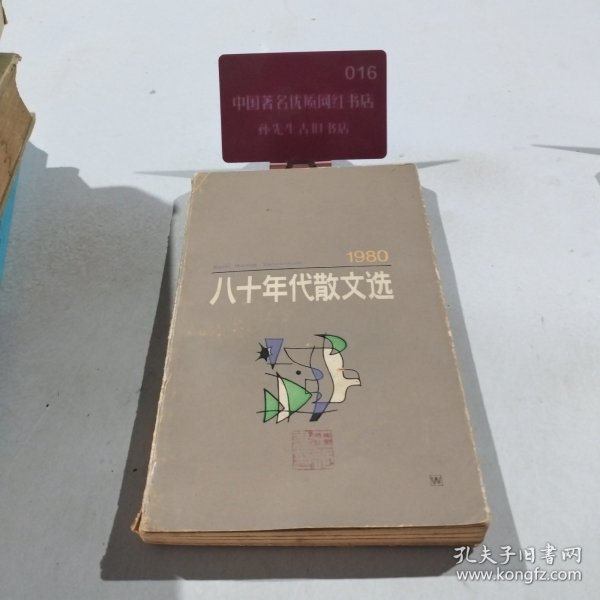 016
中国著名优质网红书店
孙先生古旧书店
1980
八十年代散文选
W
孔夫子旧书网
www.kongfz.com